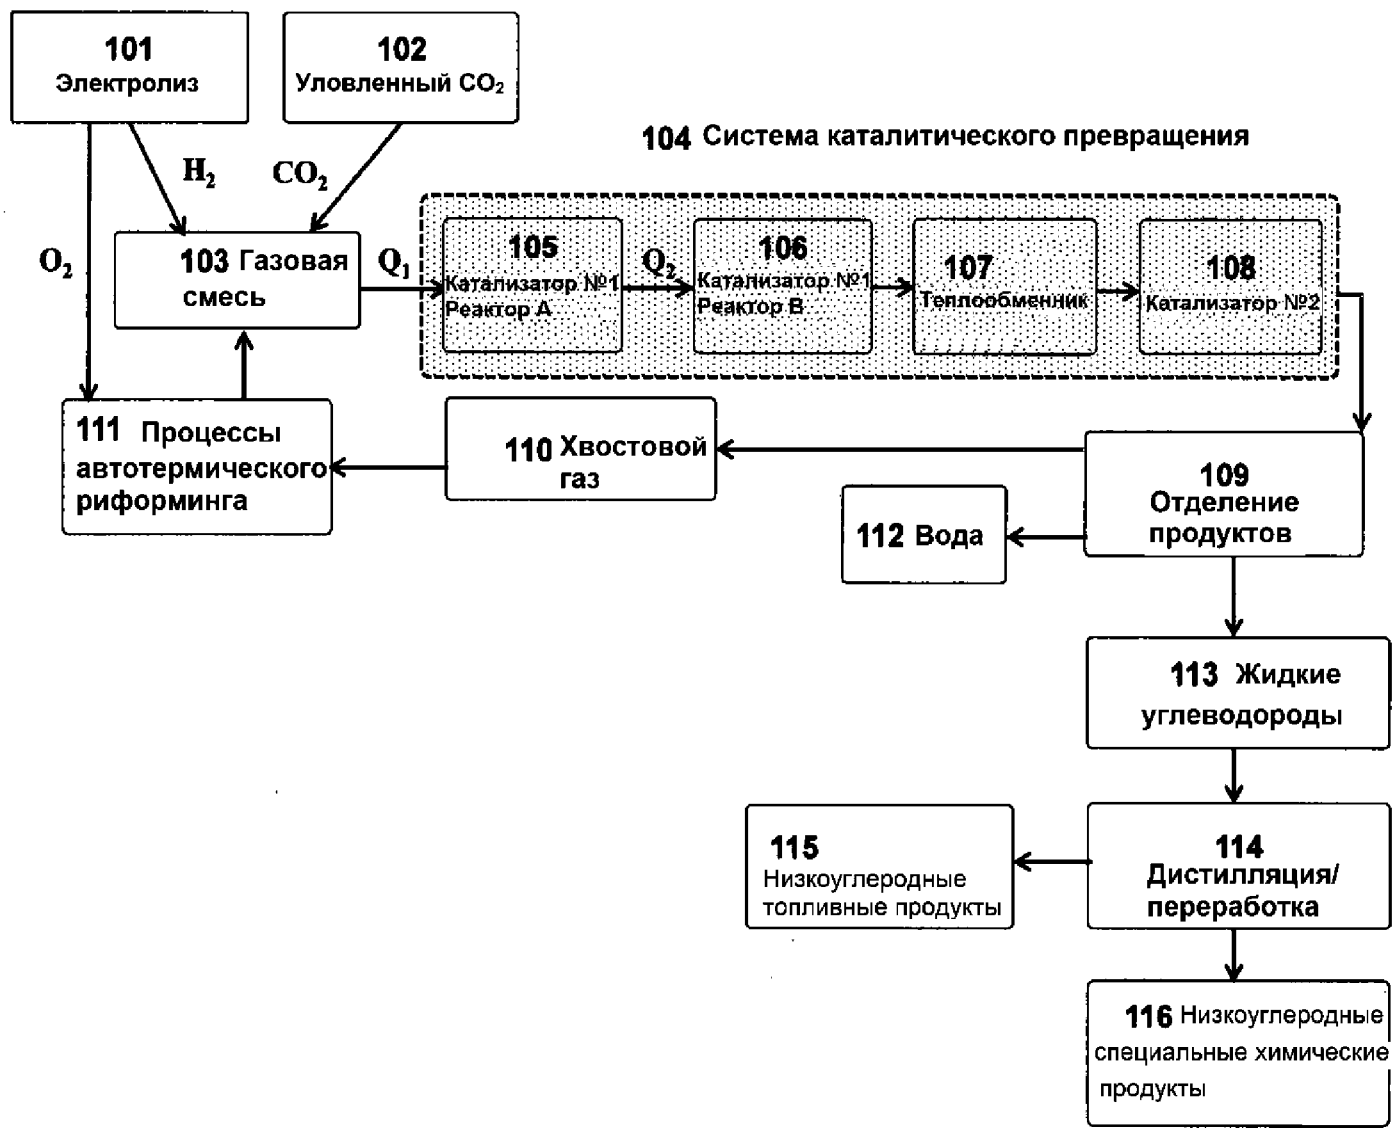 101
Электролиз
102
Уловленный CO₂
104 Система каталитического превращения
H₂
CO₂
O₂
103 Газовая
смесь
Q₁
105
Катализатор №1
Реактор А
Q₂
106
Катализатор №1
Реактор В
107
Теплообменник
108
Катализатор №2
111 Процессы
автотермического
риформинга
110 Хвостовой
газ
109
Отделение
продуктов
112 Вода
113 Жидкие
углеводороды
115
Низкоуглеродные
топливные продукты
114
Дистилляция/
переработка
116 Низкоуглеродные
специальные химические
продукты